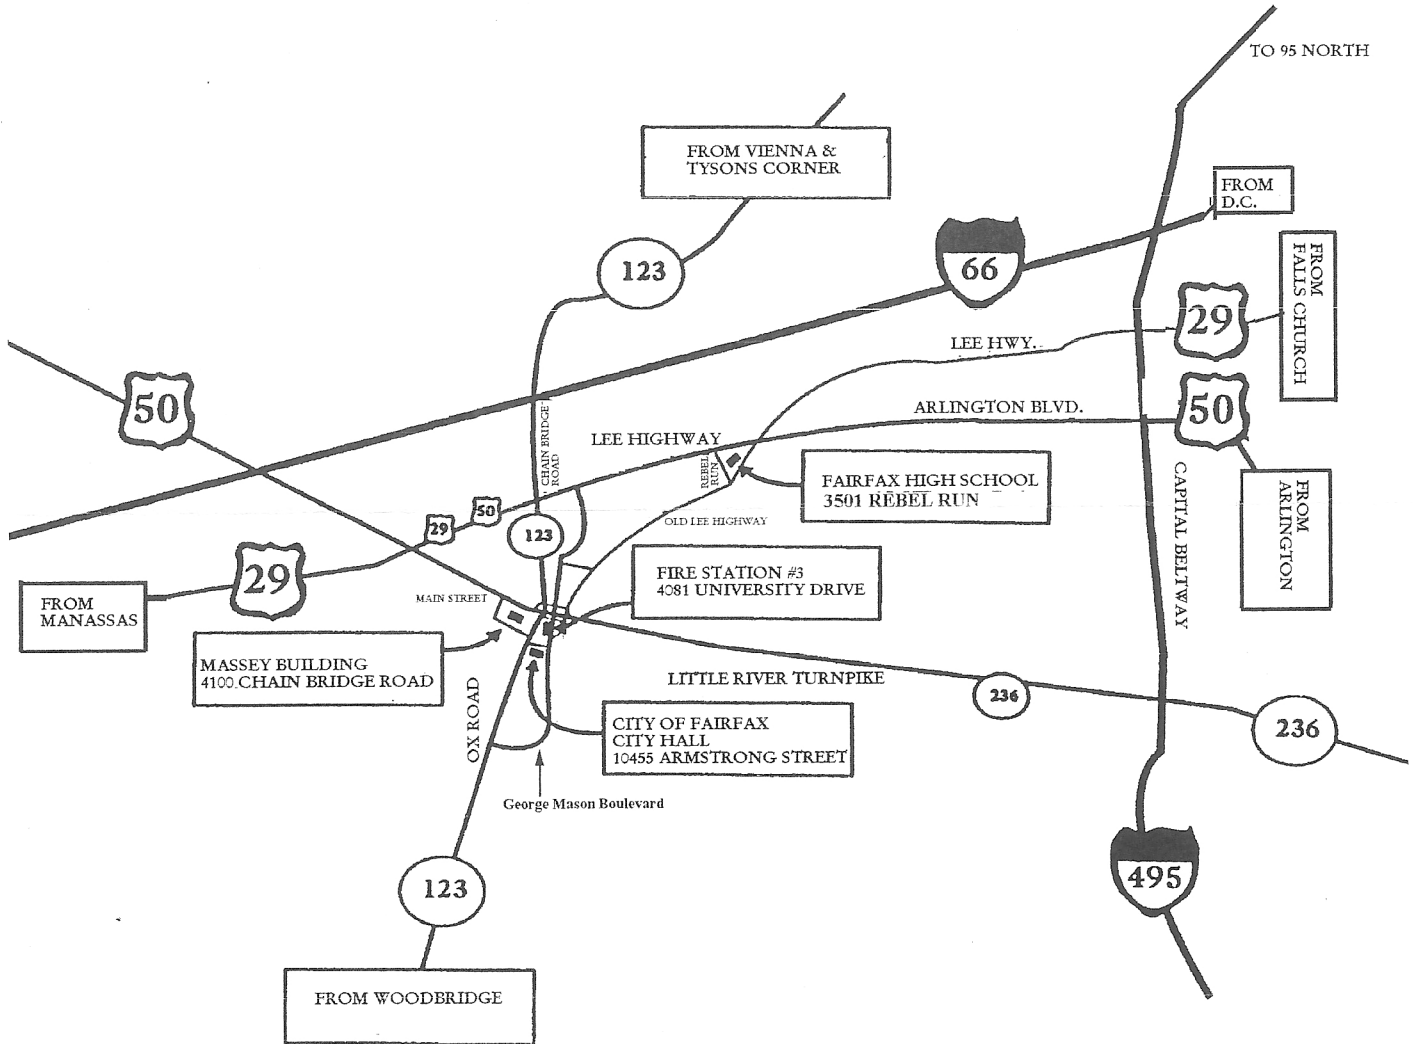 TO 95 NORTH
FROM VIENNA &
TYSONS CORNER
FROM
D.C.
123
66
FROM
FALLS CHURCH
29
LEE HWY.
50
50
ARLINGTON BLVD.
CHAIN BRIDGE
ROAD
LEE HIGHWAY
REBEL
RUN
FAIRFAX HIGH SCHOOL
3501 REBEL RUN
CAPITAL BELTWAY
FROM
ARLINGTON
29
50
123
OLD LEE HIGHWAY
29
FROM
MANASSAS
MAIN STREET
FIRE STATION #3
4081 UNIVERSITY DRIVE
MASSEY BUILDING
4100 CHAIN BRIDGE ROAD
LITTLE RIVER TURNPIKE
236
236
OX ROAD
CITY OF FAIRFAX
CITY HALL
10455 ARMSTRONG STREET
George Mason Boulevard
123
495
FROM WOODBRIDGE